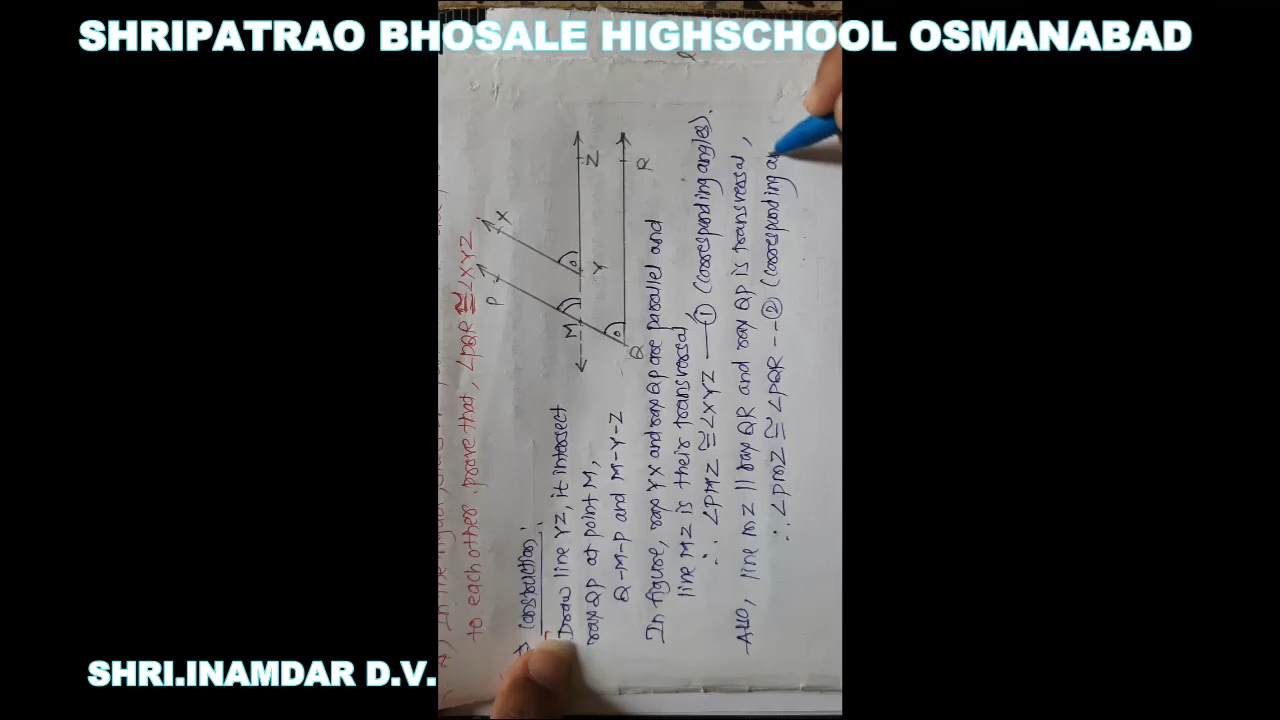 SHRIPATRAO BHOSALE HIGHSCHOOL OSMANABAD
to each other. prove that, ∠PQR ≅ ∠XYZ
Construction:
Draw line YZ, it intersect
ray QP at point M,
Q-M-P and M-Y-Z
P
X
M
Y
Z
Q
R
In figure, ray YX and ray QP are parallel and
line MZ is their transversal,
∴ ∠PMZ ≅ ∠XYZ — ① (corresponding angles).
Also, line MZ || ray QR and ray QP is transversal,
∴ ∠PMZ ≅ ∠PQR -- ② (corresponding an
SHRI.INAMDAR D.V.